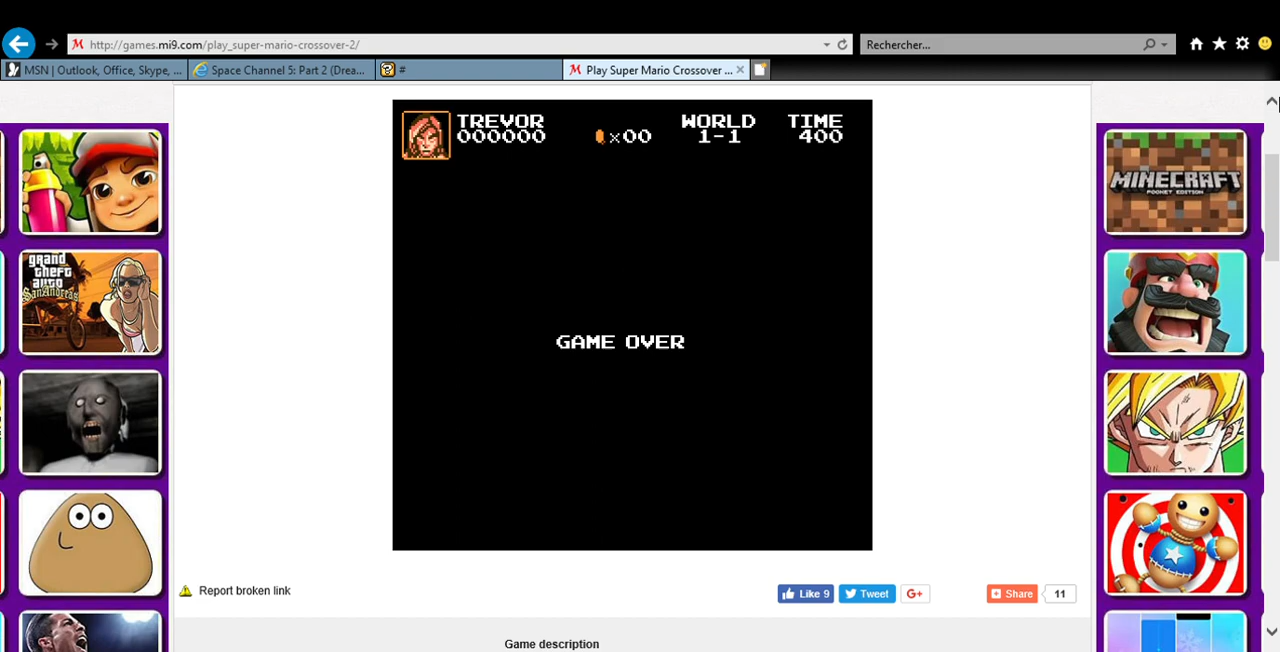 http://games.mi9.com/play_super-mario-crossover-2/
Rechercher...
MSN | Outlook, Office, Skype, ...
Space Channel 5: Part 2 (Drea...
#
Play Super Mario Crossover ...
TREVOR
000000
x00
WORLD
1-1
TIME
400
GAME OVER
grand
theft
auto
San Andreas
MINECRAFT
POCKET EDITION
Report broken link
Like 9
Tweet
G+
Share
11
Game description